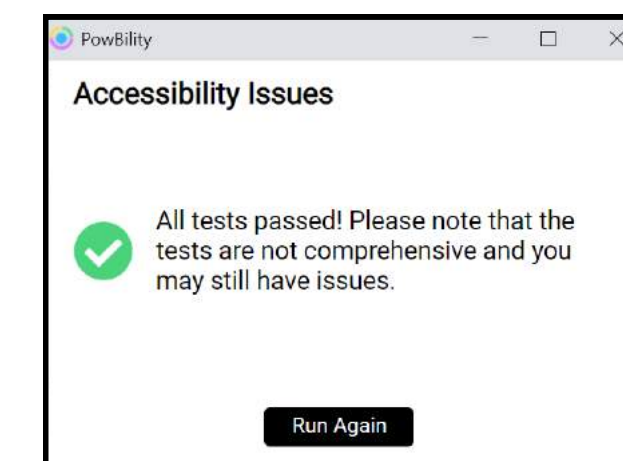 PowBility
Accessibility Issues
All tests passed! Please note that the
tests are not comprehensive and you
may still have issues.
Run Again